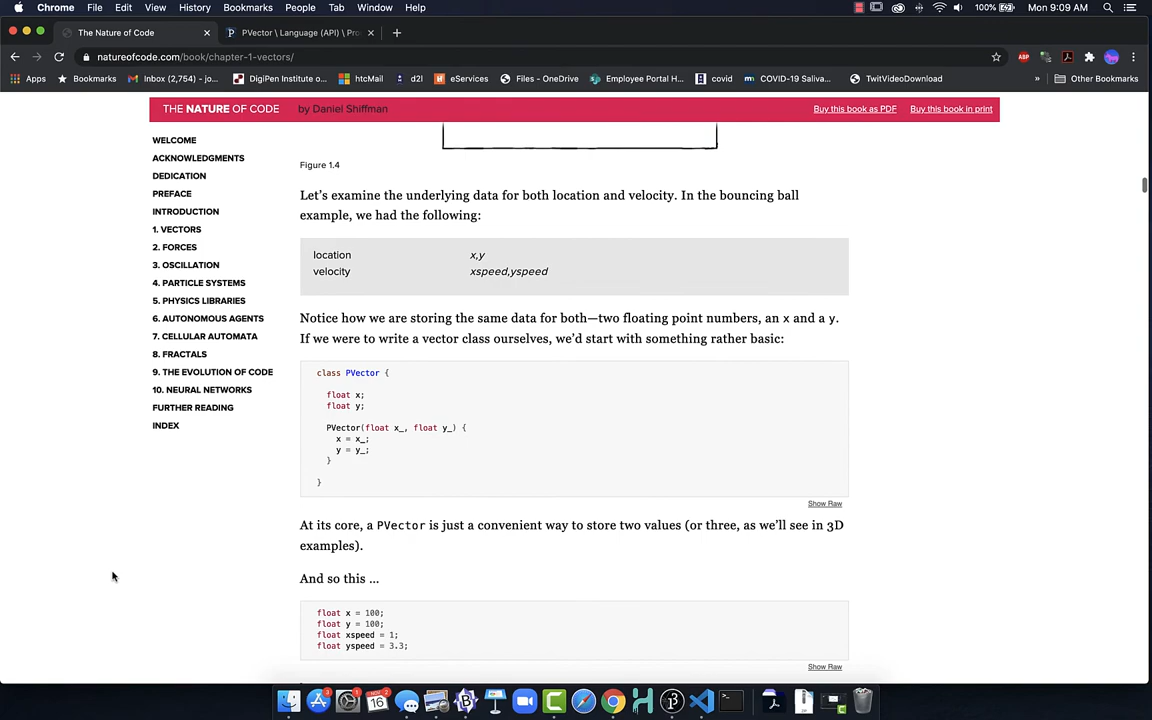 Chrome File Edit View History Bookmarks People Tab Window Help 100% Mon 9:09 AM
The Nature of Code PVector \ Language (API) \ Pro
natureofcode.com/book/chapter-1-vectors/
Apps Bookmarks Inbox (2,754) - jo... DigiPen Institute o... htcMail d2l eServices Files - OneDrive Employee Portal H... covid COVID-19 Saliva... TwitVideoDownload » Other Bookmarks
THE NATURE OF CODE by Daniel Shiffman Buy this book as PDF Buy this book in print
WELCOME
ACKNOWLEDGMENTS
DEDICATION
PREFACE
INTRODUCTION
1. VECTORS
2. FORCES
3. OSCILLATION
4. PARTICLE SYSTEMS
5. PHYSICS LIBRARIES
6. AUTONOMOUS AGENTS
7. CELLULAR AUTOMATA
8. FRACTALS
9. THE EVOLUTION OF CODE
10. NEURAL NETWORKS
FURTHER READING
INDEX
Figure 1.4
Let's examine the underlying data for both location and velocity. In the bouncing ball
example, we had the following:
location x,y
velocity xspeed,yspeed
Notice how we are storing the same data for both—two floating point numbers, an x and a y.
If we were to write a vector class ourselves, we'd start with something rather basic:
class PVector {
float x;
float y;
PVector(float x_, float y_) {
x = x_;
y = y_;
}
}
Show Raw
At its core, a PVector is just a convenient way to store two values (or three, as we'll see in 3D
examples).
And so this ...
float x = 100;
float y = 100;
float xspeed = 1;
float yspeed = 3.3;
Show Raw